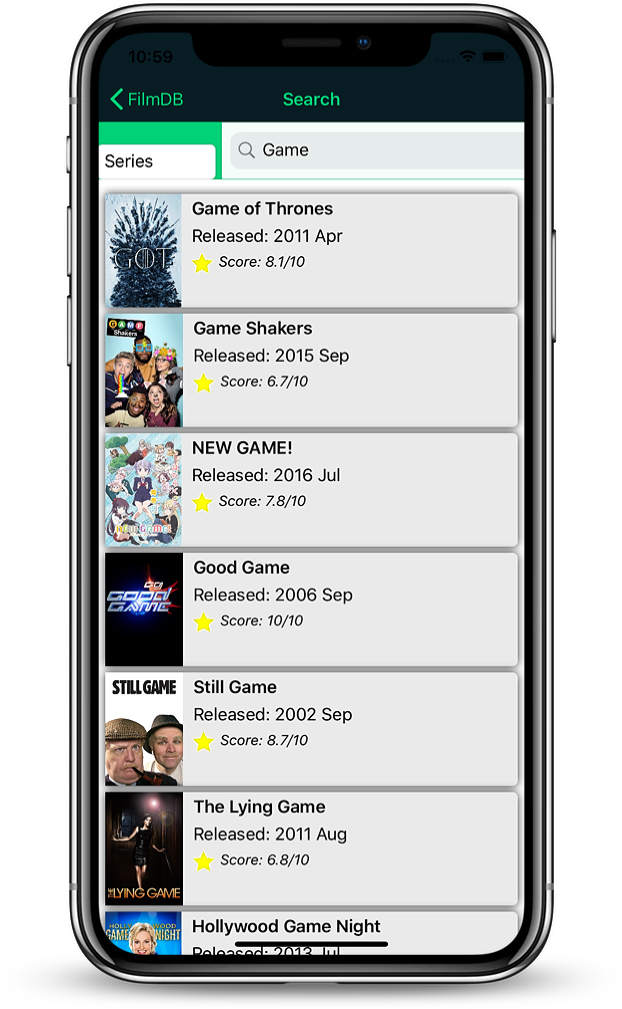 10:59
FilmDB
Search
Series
Game
GOT
Game of Thrones
Released: 2011 Apr
Score: 8.1/10
GAME
Shakers
Game Shakers
Released: 2015 Sep
Score: 6.7/10
NEW GAME!
NEW GAME!
Released: 2016 Jul
Score: 7.8/10
GOOD
GAME
Good Game
Released: 2006 Sep
Score: 10/10
STILL GAME
Still Game
Released: 2002 Sep
Score: 8.7/10
THE LYING GAME
The Lying Game
Released: 2011 Aug
Score: 6.8/10
HOLLYWOOD
GAME NIGHT
Hollywood Game Night
Released: 2013 Jul